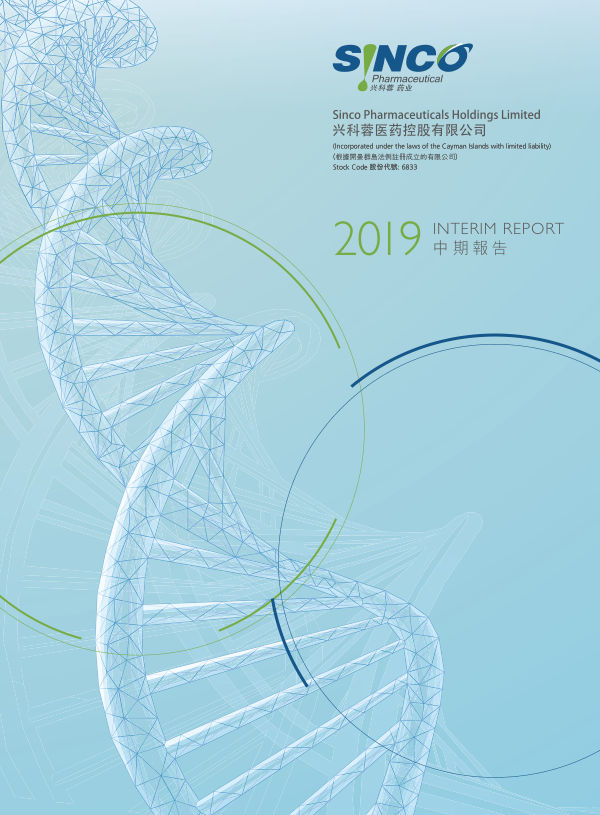 SINCO
Pharmaceutical
兴科蓉 药业
Sinco Pharmaceuticals Holdings Limited
兴科蓉医药控股有限公司
(Incorporated under the laws of the Cayman Islands with limited liability)
(根據開曼群島法例註冊成立的有限公司)
Stock Code 股份代號: 6833
2019 INTERIM REPORT
中期報告